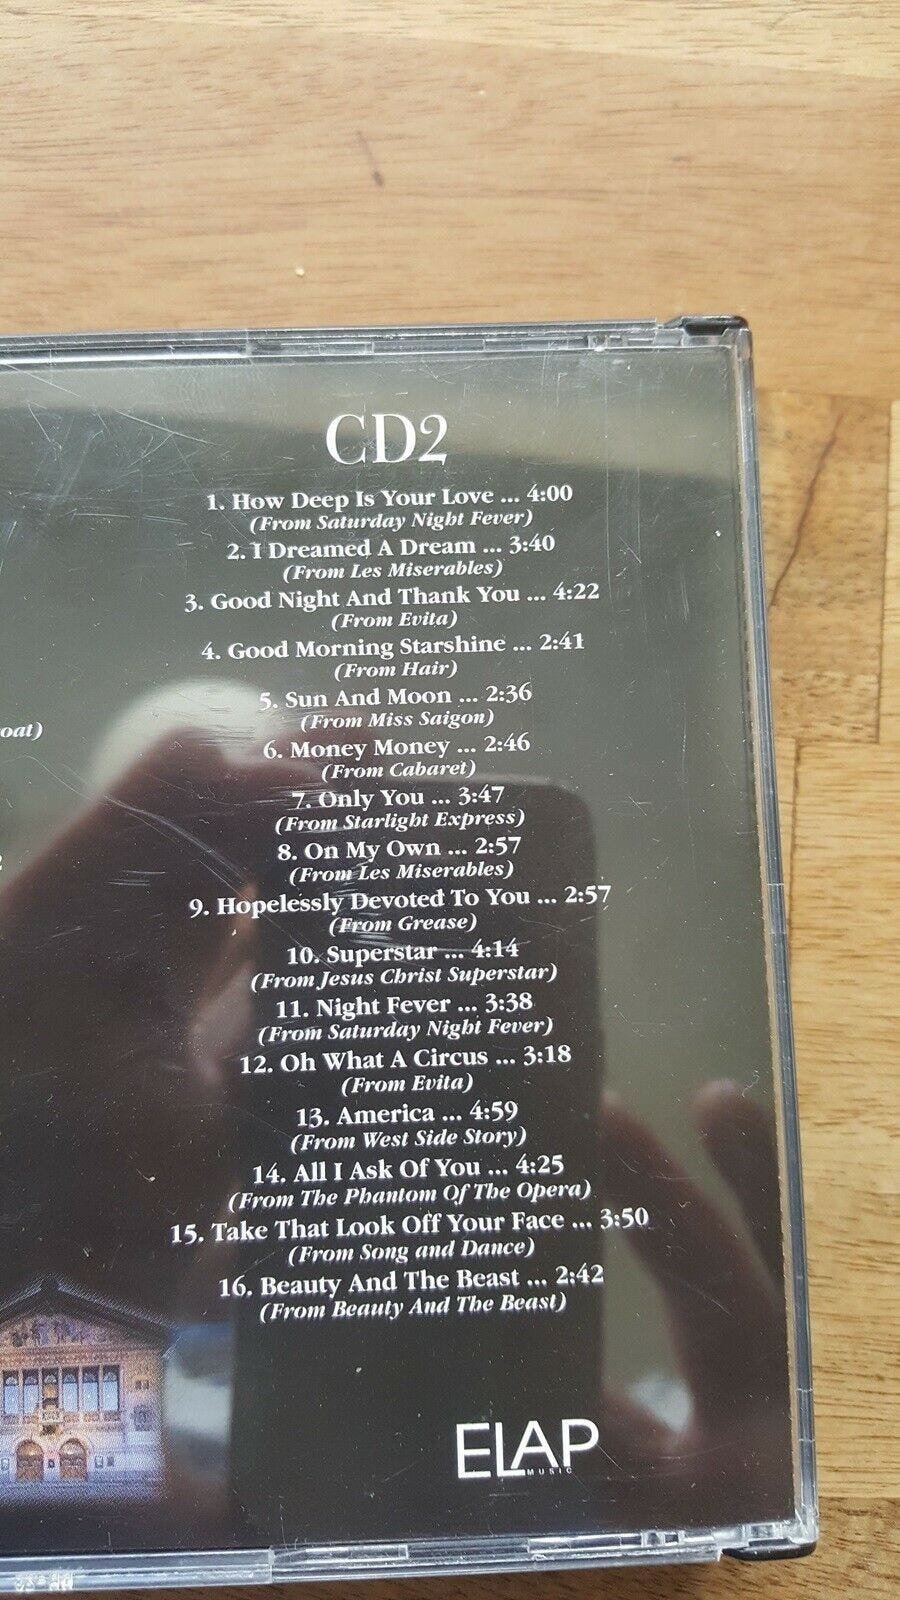 CD2
1. How Deep Is Your Love ... 4:00
(From Saturday Night Fever)
2. I Dreamed A Dream ... 3:40
(From Les Miserables)
3. Good Night And Thank You ... 4:22
(From Evita)
4. Good Morning Starshine ... 2:41
(From Hair)
5. Sun And Moon ... 2:36
(From Miss Saigon)
oat)
6. Money Money ... 2:46
(From Cabaret)
7. Only You ... 3:47
(From Starlight Express)
8. On My Own ... 2:57
(From Les Miserables)
2
9. Hopelessly Devoted To You ... 2:57
(From Grease)
10. Superstar ... 4:14
(From Jesus Christ Superstar)
11. Night Fever ... 3:38
(From Saturday Night Fever)
12. Oh What A Circus ... 3:18
(From Evita)
13. America ... 4:59
(From West Side Story)
14. All I Ask Of You ... 4:25
(From The Phantom Of The Opera)
15. Take That Look Off Your Face ... 3:50
(From Song and Dance)
16. Beauty And The Beast ... 2:42
(From Beauty And The Beast)
ELAP
MUSIC